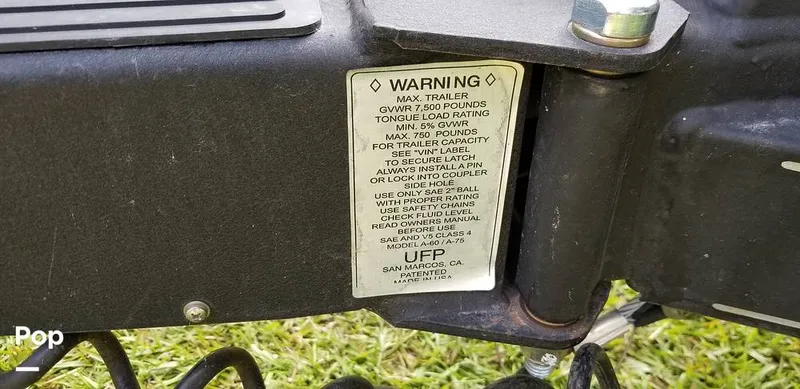 ◇ WARNING ◇
MAX. TRAILER
GVWR 7,500 POUNDS
TONGUE LOAD RATING
MIN. 5% GVWR
MAX. 750 POUNDS
FOR TRAILER CAPACITY
SEE "VIN" LABEL
TO SECURE LATCH
ALWAYS INSTALL A PIN
OR LOCK INTO COUPLER
SIDE HOLE
USE ONLY SAE 2" BALL
WITH PROPER RATING
USE SAFETY CHAINS
CHECK FLUID LEVEL
READ OWNERS MANUAL
BEFORE USE
SAE AND V5 CLASS 4
MODEL A-60 / A-75
UFP
SAN MARCOS, CA.
PATENTED
MADE IN USA
Pop